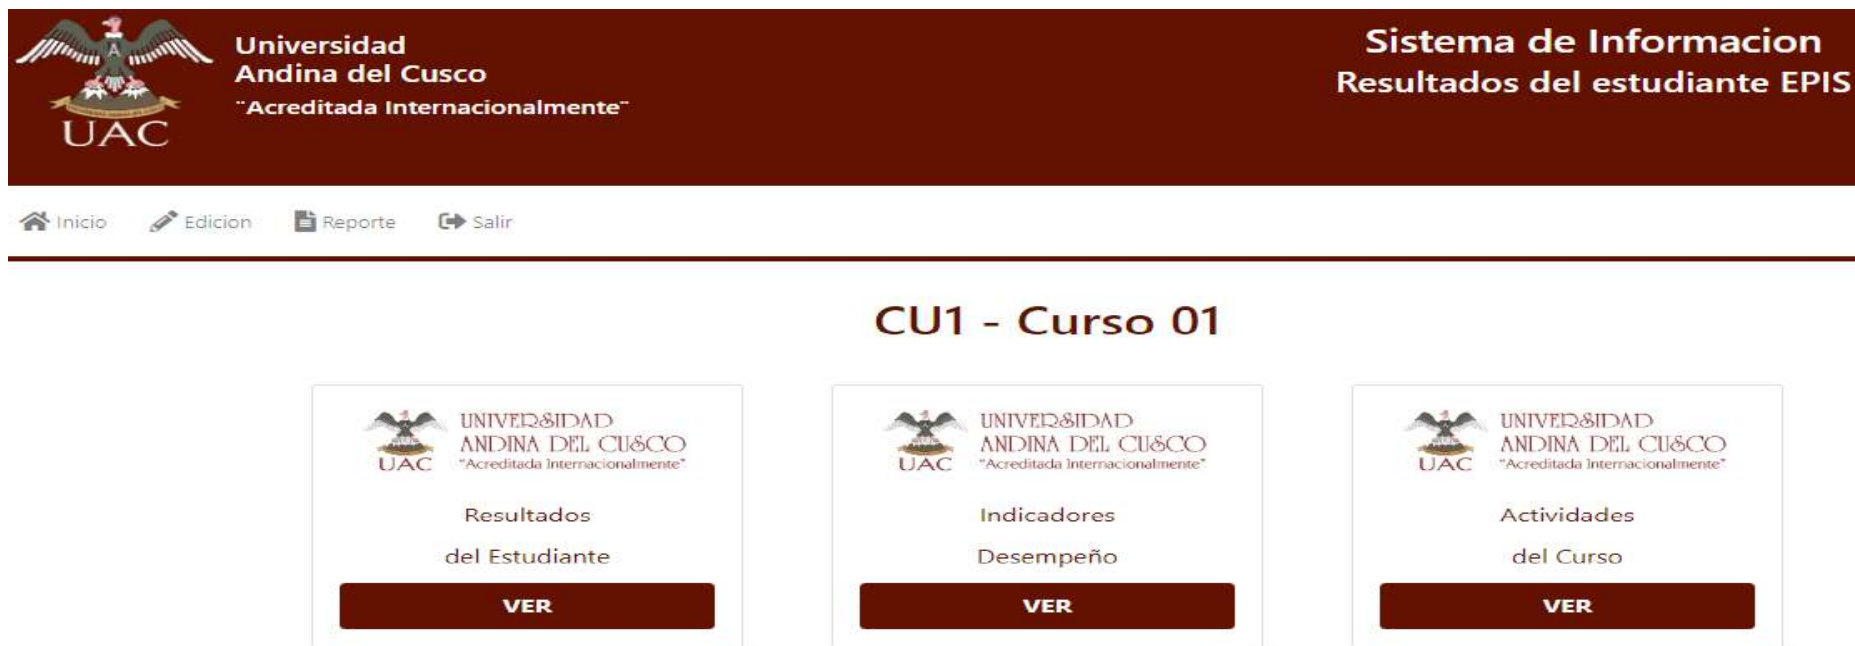 UAC
Universidad
Andina del Cusco
¨Acreditada Internacionalmente¨
Sistema de Informacion
Resultados del estudiante EPIS
Inicio Edicion Reporte Salir
CU1 - Curso 01
UAC
UNIVERSIDAD
ANDINA DEL CUSCO
"Acreditada Internacionalmente"
Resultados
del Estudiante
VER
UAC
UNIVERSIDAD
ANDINA DEL CUSCO
"Acreditada Internacionalmente"
Indicadores
Desempeño
VER
UAC
UNIVERSIDAD
ANDINA DEL CUSCO
"Acreditada Internacionalmente"
Actividades
del Curso
VER